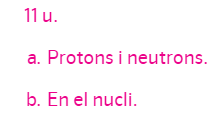 11 u.
a. Protons i neutrons.
b. En el nucli.